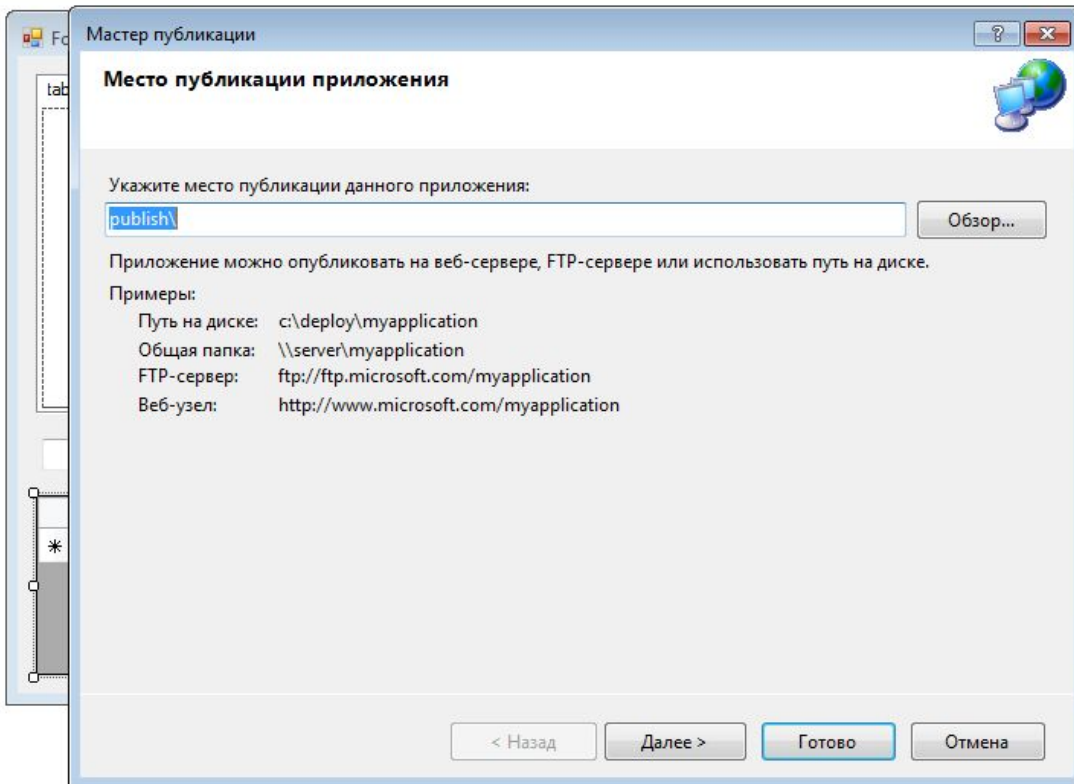 Fo
Мастер публикации
Место публикации приложения
tab
Укажите место публикации данного приложения:
publish\
Обзор...
Приложение можно опубликовать на веб-сервере, FTP-сервере или использовать путь на диске.
Примеры:
Путь на диске: c:\deploy\myapplication
Общая папка: \\server\myapplication
FTP-сервер: ftp://ftp.microsoft.com/myapplication
Веб-узел: http://www.microsoft.com/myapplication
< Назад Далее > Готово Отмена